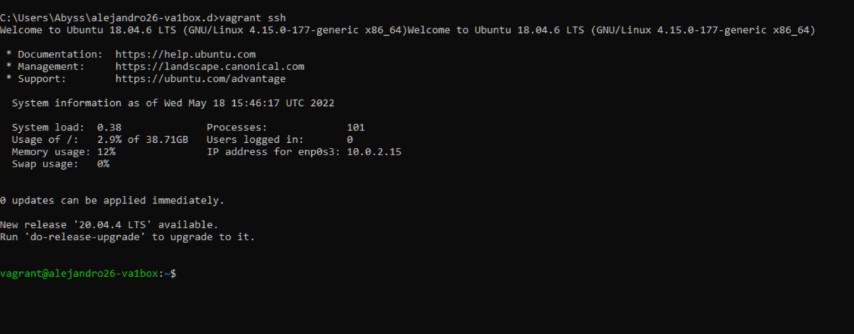 C:\Users\Abyss\alejandro26-va1box.d>vagrant ssh
Welcome to Ubuntu 18.04.6 LTS (GNU/Linux 4.15.0-177-generic x86_64)Welcome to Ubuntu 18.04.6 LTS (GNU/Linux 4.15.0-177-generic x86_64)
* Documentation:  https://help.ubuntu.com
* Management:     https://landscape.canonical.com
* Support:        https://ubuntu.com/advantage
System information as of Wed May 18 15:46:17 UTC 2022
System load:  0.38              Processes:              101
Usage of /:   2.9% of 38.71GB   Users logged in:        0
Memory usage: 12%               IP address for enp0s3: 10.0.2.15
Swap usage:   0%
0 updates can be applied immediately.
New release '20.04.4 LTS' available.
Run 'do-release-upgrade' to upgrade to it.
vagrant@alejandro26-va1box:~$